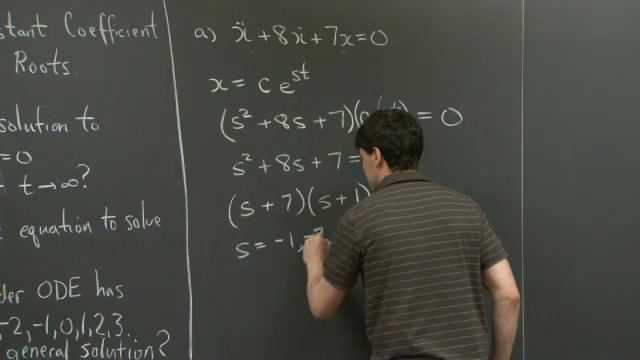 stant Coefficient
Roots.
solution to
=0
t→∞?
equation to solve
der ODE has
-2, -1, 0, 1, 2, 3.
general solution?
a) ẍ + 8ẋ + 7x = 0
x = c e^{st}
(s² + 8s + 7)( = 0
s² + 8s + 7 =
(s + 7)(s + 1)
s = -1, -7